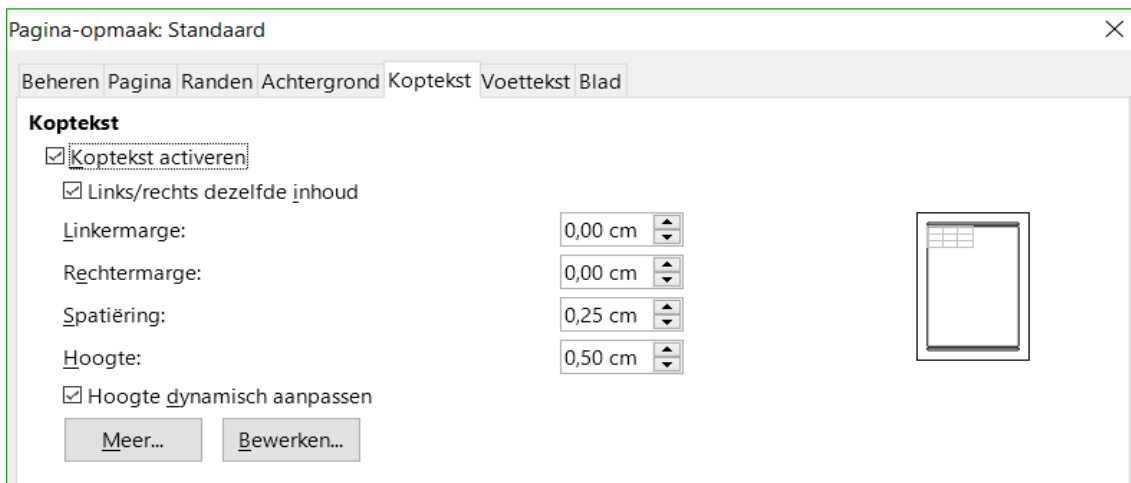 Pagina-opmaak: Standaard
Beheren Pagina Randen Achtergrond Koptekst Voettekst Blad
Koptekst
Koptekst activeren
Links/rechts dezelfde inhoud
Linkermarge: 0,00 cm
Rechtermarge: 0,00 cm
Spatiëring: 0,25 cm
Hoogte: 0,50 cm
Hoogte dynamisch aanpassen
Meer... Bewerken...